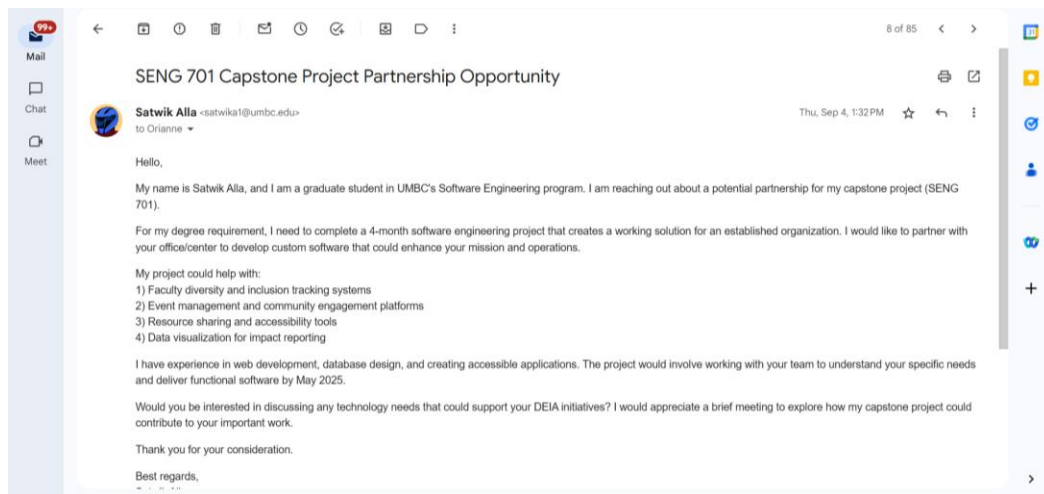 99+
8 of 85
Mail
SENG 701 Capstone Project Partnership Opportunity
Chat
Satwik Alla <satwika1@umbc.edu>
Thu, Sep 4, 1:32 PM
to Orianne
Meet
Hello,
My name is Satwik Alla, and I am a graduate student in UMBC's Software Engineering program. I am reaching out about a potential partnership for my capstone project (SENG
701).
For my degree requirement, I need to complete a 4-month software engineering project that creates a working solution for an established organization. I would like to partner with
your office/center to develop custom software that could enhance your mission and operations.
My project could help with:
1) Faculty diversity and inclusion tracking systems
2) Event management and community engagement platforms
3) Resource sharing and accessibility tools
4) Data visualization for impact reporting
I have experience in web development, database design, and creating accessible applications. The project would involve working with your team to understand your specific needs
and deliver functional software by May 2025.
Would you be interested in discussing any technology needs that could support your DEIA initiatives? I would appreciate a brief meeting to explore how my capstone project could
contribute to your important work.
Thank you for your consideration.
Best regards,